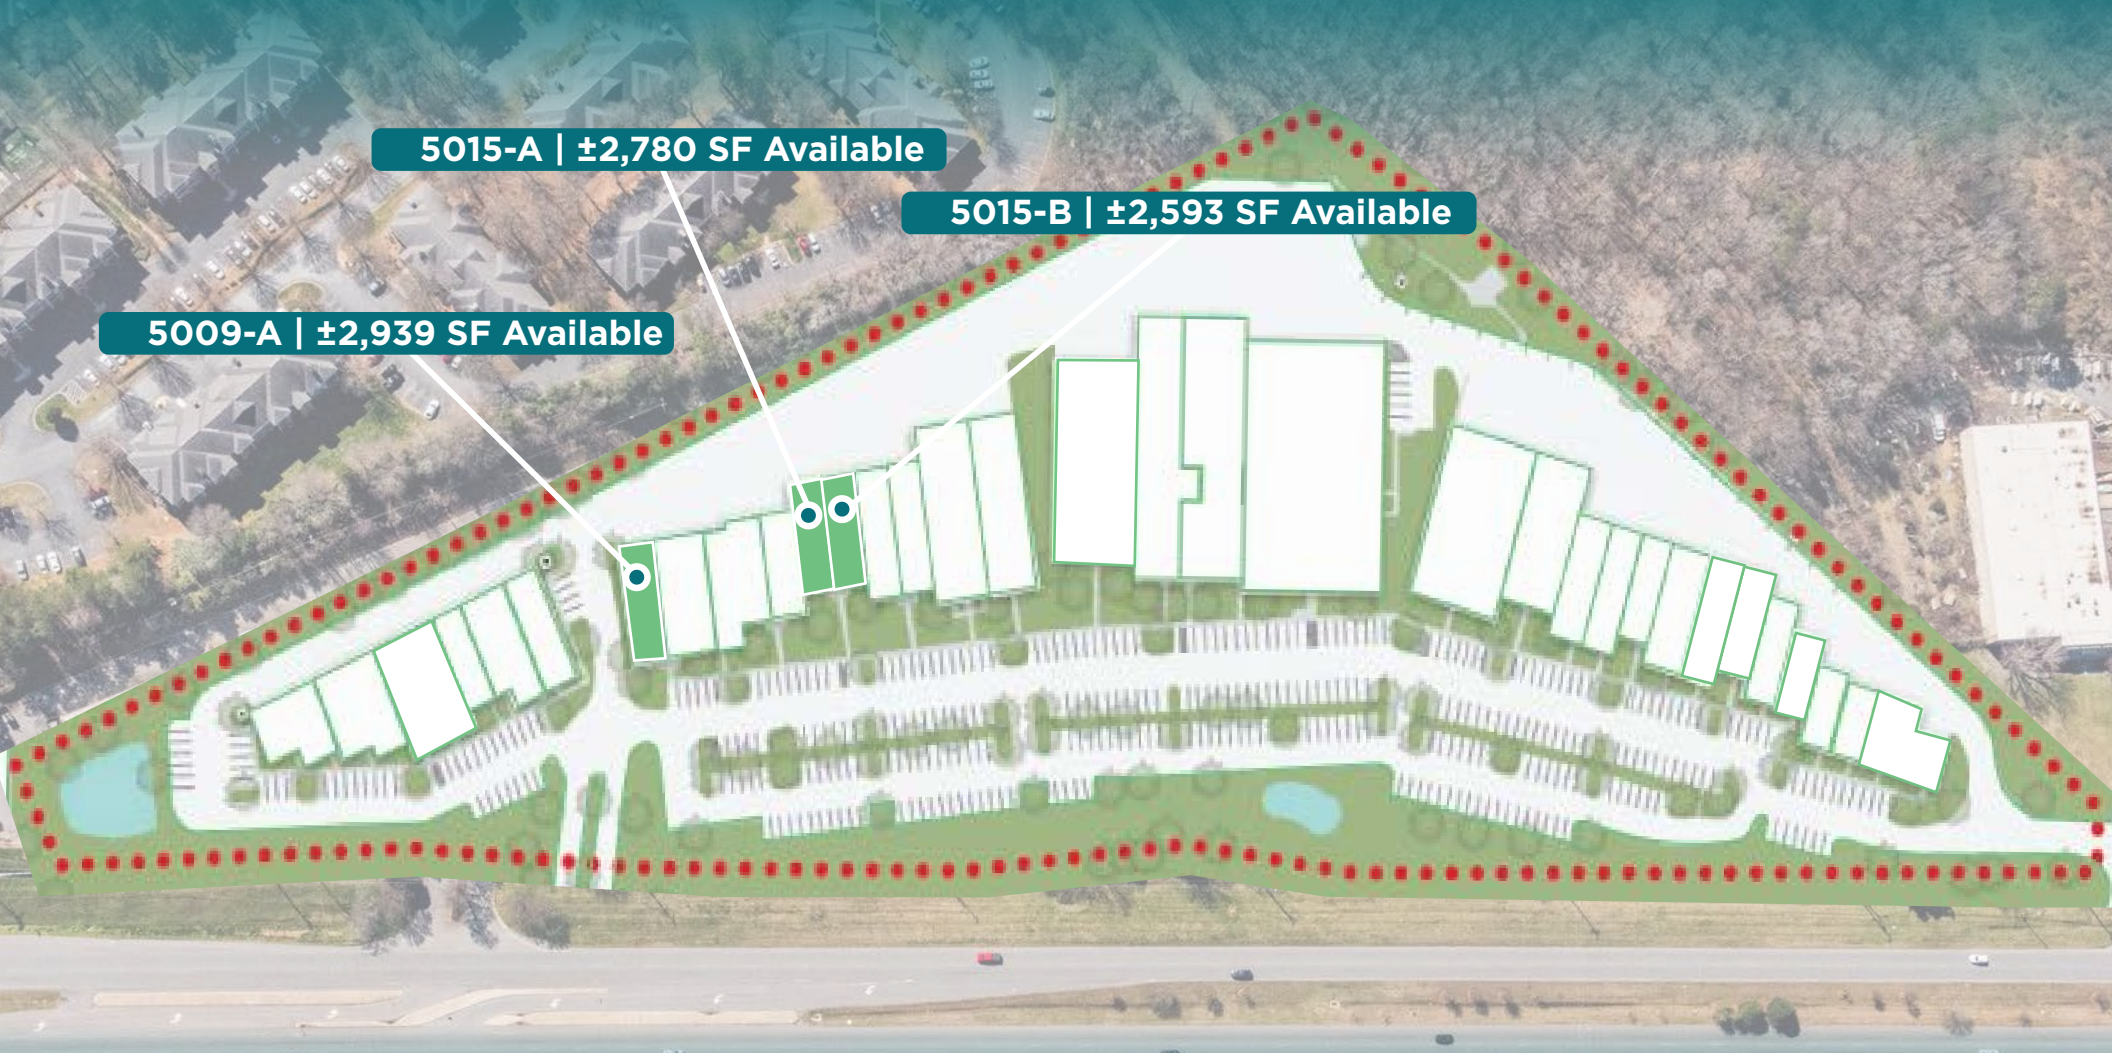 5015-A | ±2,780 SF Available
5015-B | ±2,593 SF Available
5009-A | ±2,939 SF Available